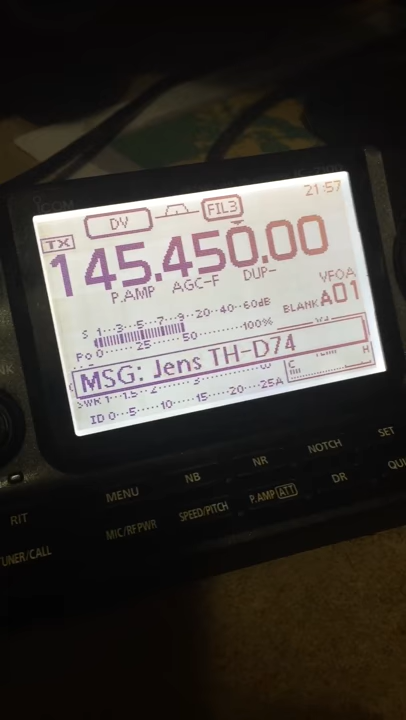 ICOM
21:57
DV FIL3
TX
145.450.00
P.AMP AGC-F DUP-
VFOA
S 1···3···5···7···9··20··40··60dB
BLANK A01
Po 0······25······50···········100%
MSG: Jens TH-D74
SWR 1··1.5··2······3······∞
C H
ID 0···5·····10·····15·····20···25A
RIT MENU NB NR NOTCH SET
TUNER/CALL MIC/RF PWR SPEED/PITCH P.AMP ATT DR